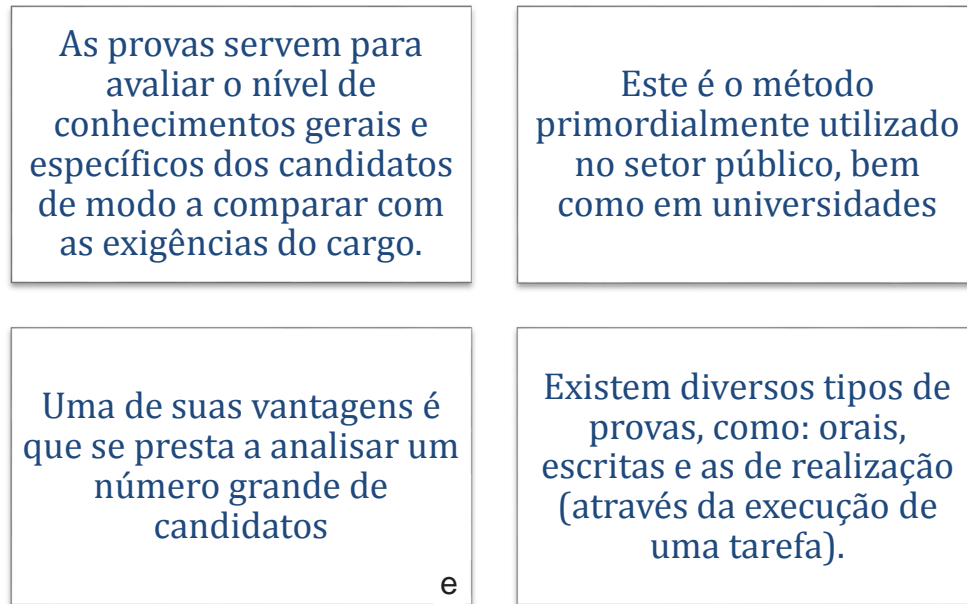 As provas servem para
avaliar o nível de
conhecimentos gerais e
específicos dos candidatos
de modo a comparar com
as exigências do cargo.
Este é o método
primordialmente utilizado
no setor público, bem
como em universidades
Uma de suas vantagens é
que se presta a analisar um
número grande de
candidatos
e
Existem diversos tipos de
provas, como: orais,
escritas e as de realização
(através da execução de
uma tarefa).